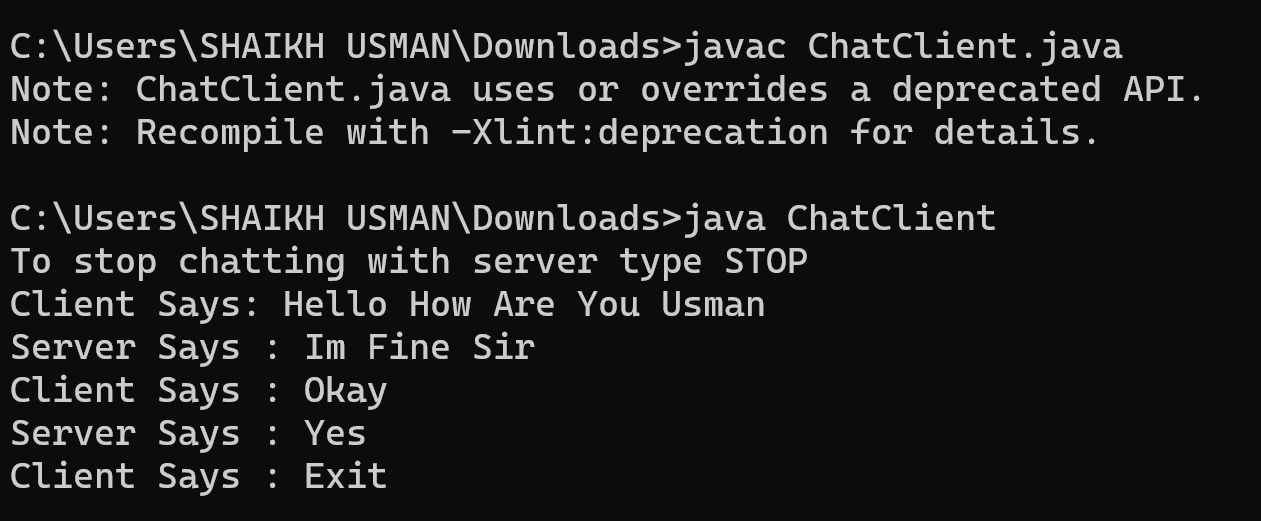 C:\Users\SHAIKH USMAN\Downloads>javac ChatClient.java
Note: ChatClient.java uses or overrides a deprecated API.
Note: Recompile with -Xlint:deprecation for details.
C:\Users\SHAIKH USMAN\Downloads>java ChatClient
To stop chatting with server type STOP
Client Says: Hello How Are You Usman
Server Says : Im Fine Sir
Client Says : Okay
Server Says : Yes
Client Says : Exit